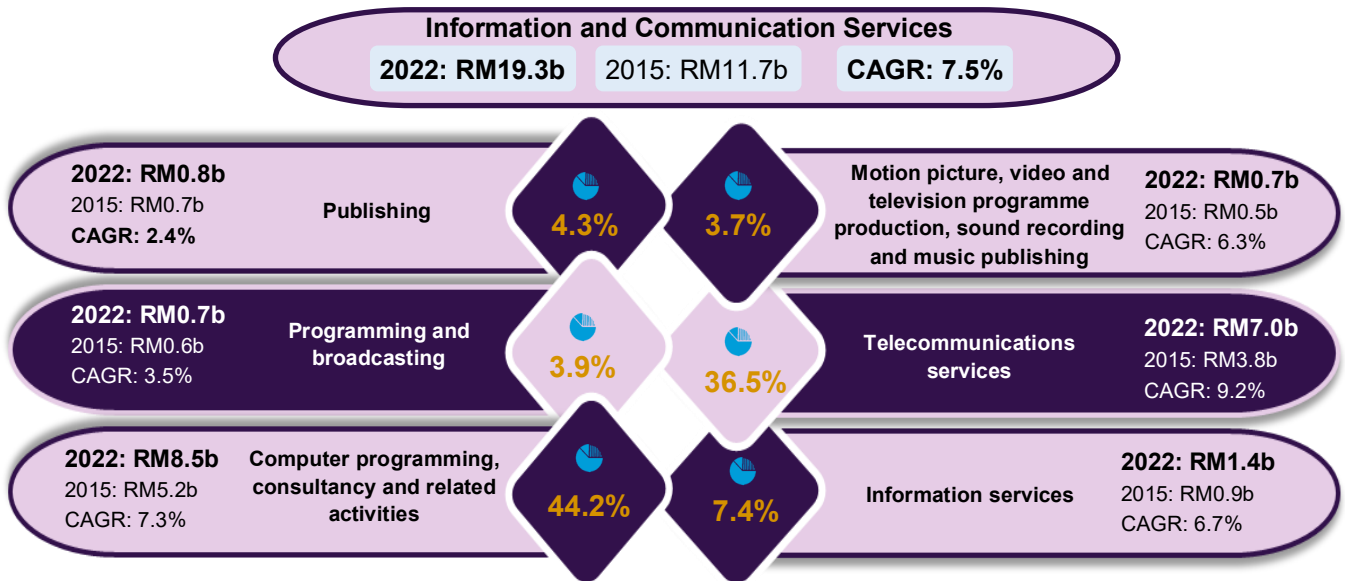 Information and Communication Services
2022: RM19.3b
2015: RM11.7b
CAGR: 7.5%
2022: RM0.8b
2015: RM0.7b
CAGR: 2.4%
Publishing
4.3%
3.7%
Motion picture, video and
television programme
production, sound recording
and music publishing
2022: RM0.7b
2015: RM0.5b
CAGR: 6.3%
2022: RM0.7b
2015: RM0.6b
CAGR: 3.5%
Programming and
broadcasting
3.9%
36.5%
Telecommunications
services
2022: RM7.0b
2015: RM3.8b
CAGR: 9.2%
2022: RM8.5b
2015: RM5.2b
CAGR: 7.3%
Computer programming,
consultancy and related
activities
44.2%
7.4%
Information services
2022: RM1.4b
2015: RM0.9b
CAGR: 6.7%